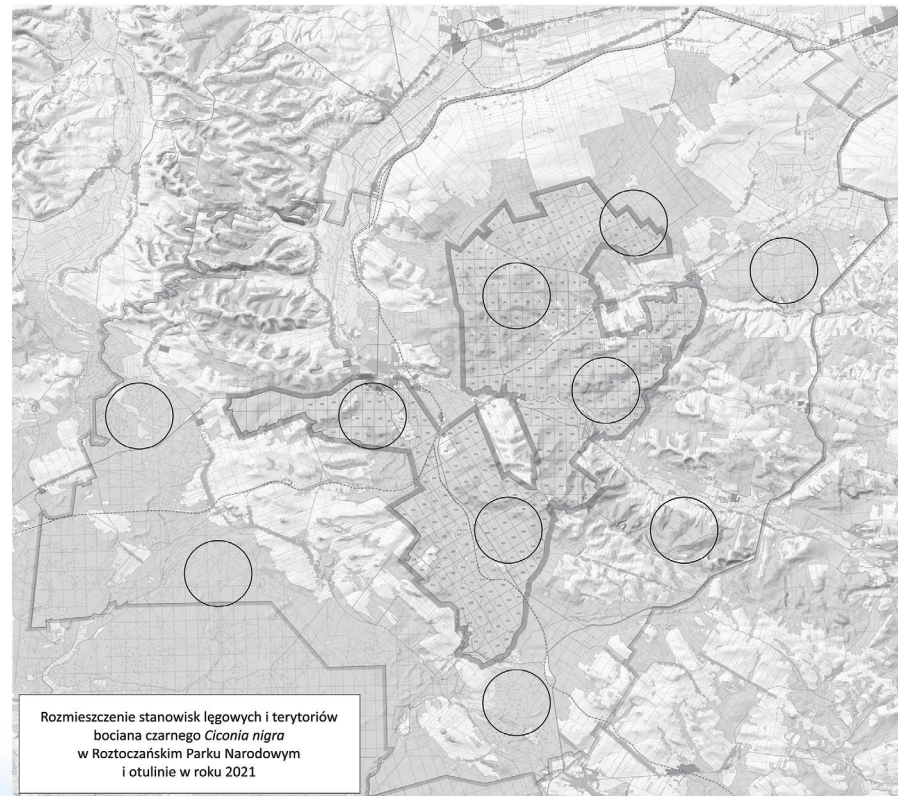 Rozmieszczenie stanowisk lęgowych i terytoriów
bociana czarnego Ciconia nigra
w Roztoczańskim Parku Narodowym
i otulinie w roku 2021